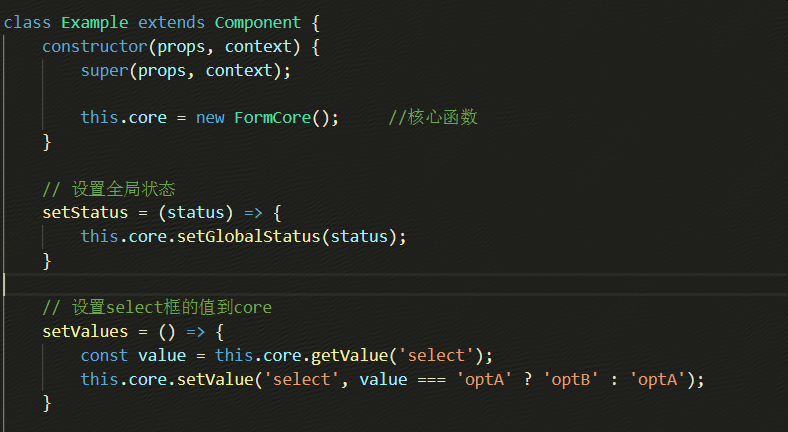 class Example extends Component {
    constructor(props, context) {
        super(props, context);
        this.core = new FormCore();     //核心函数
    }
    // 设置全局状态
    setStatus = (status) => {
        this.core.setGlobalStatus(status);
    }
    // 设置select框的值到core
    setValues = () => {
        const value = this.core.getValue('select');
        this.core.setValue('select', value === 'optA' ? 'optB' : 'optA');
    }